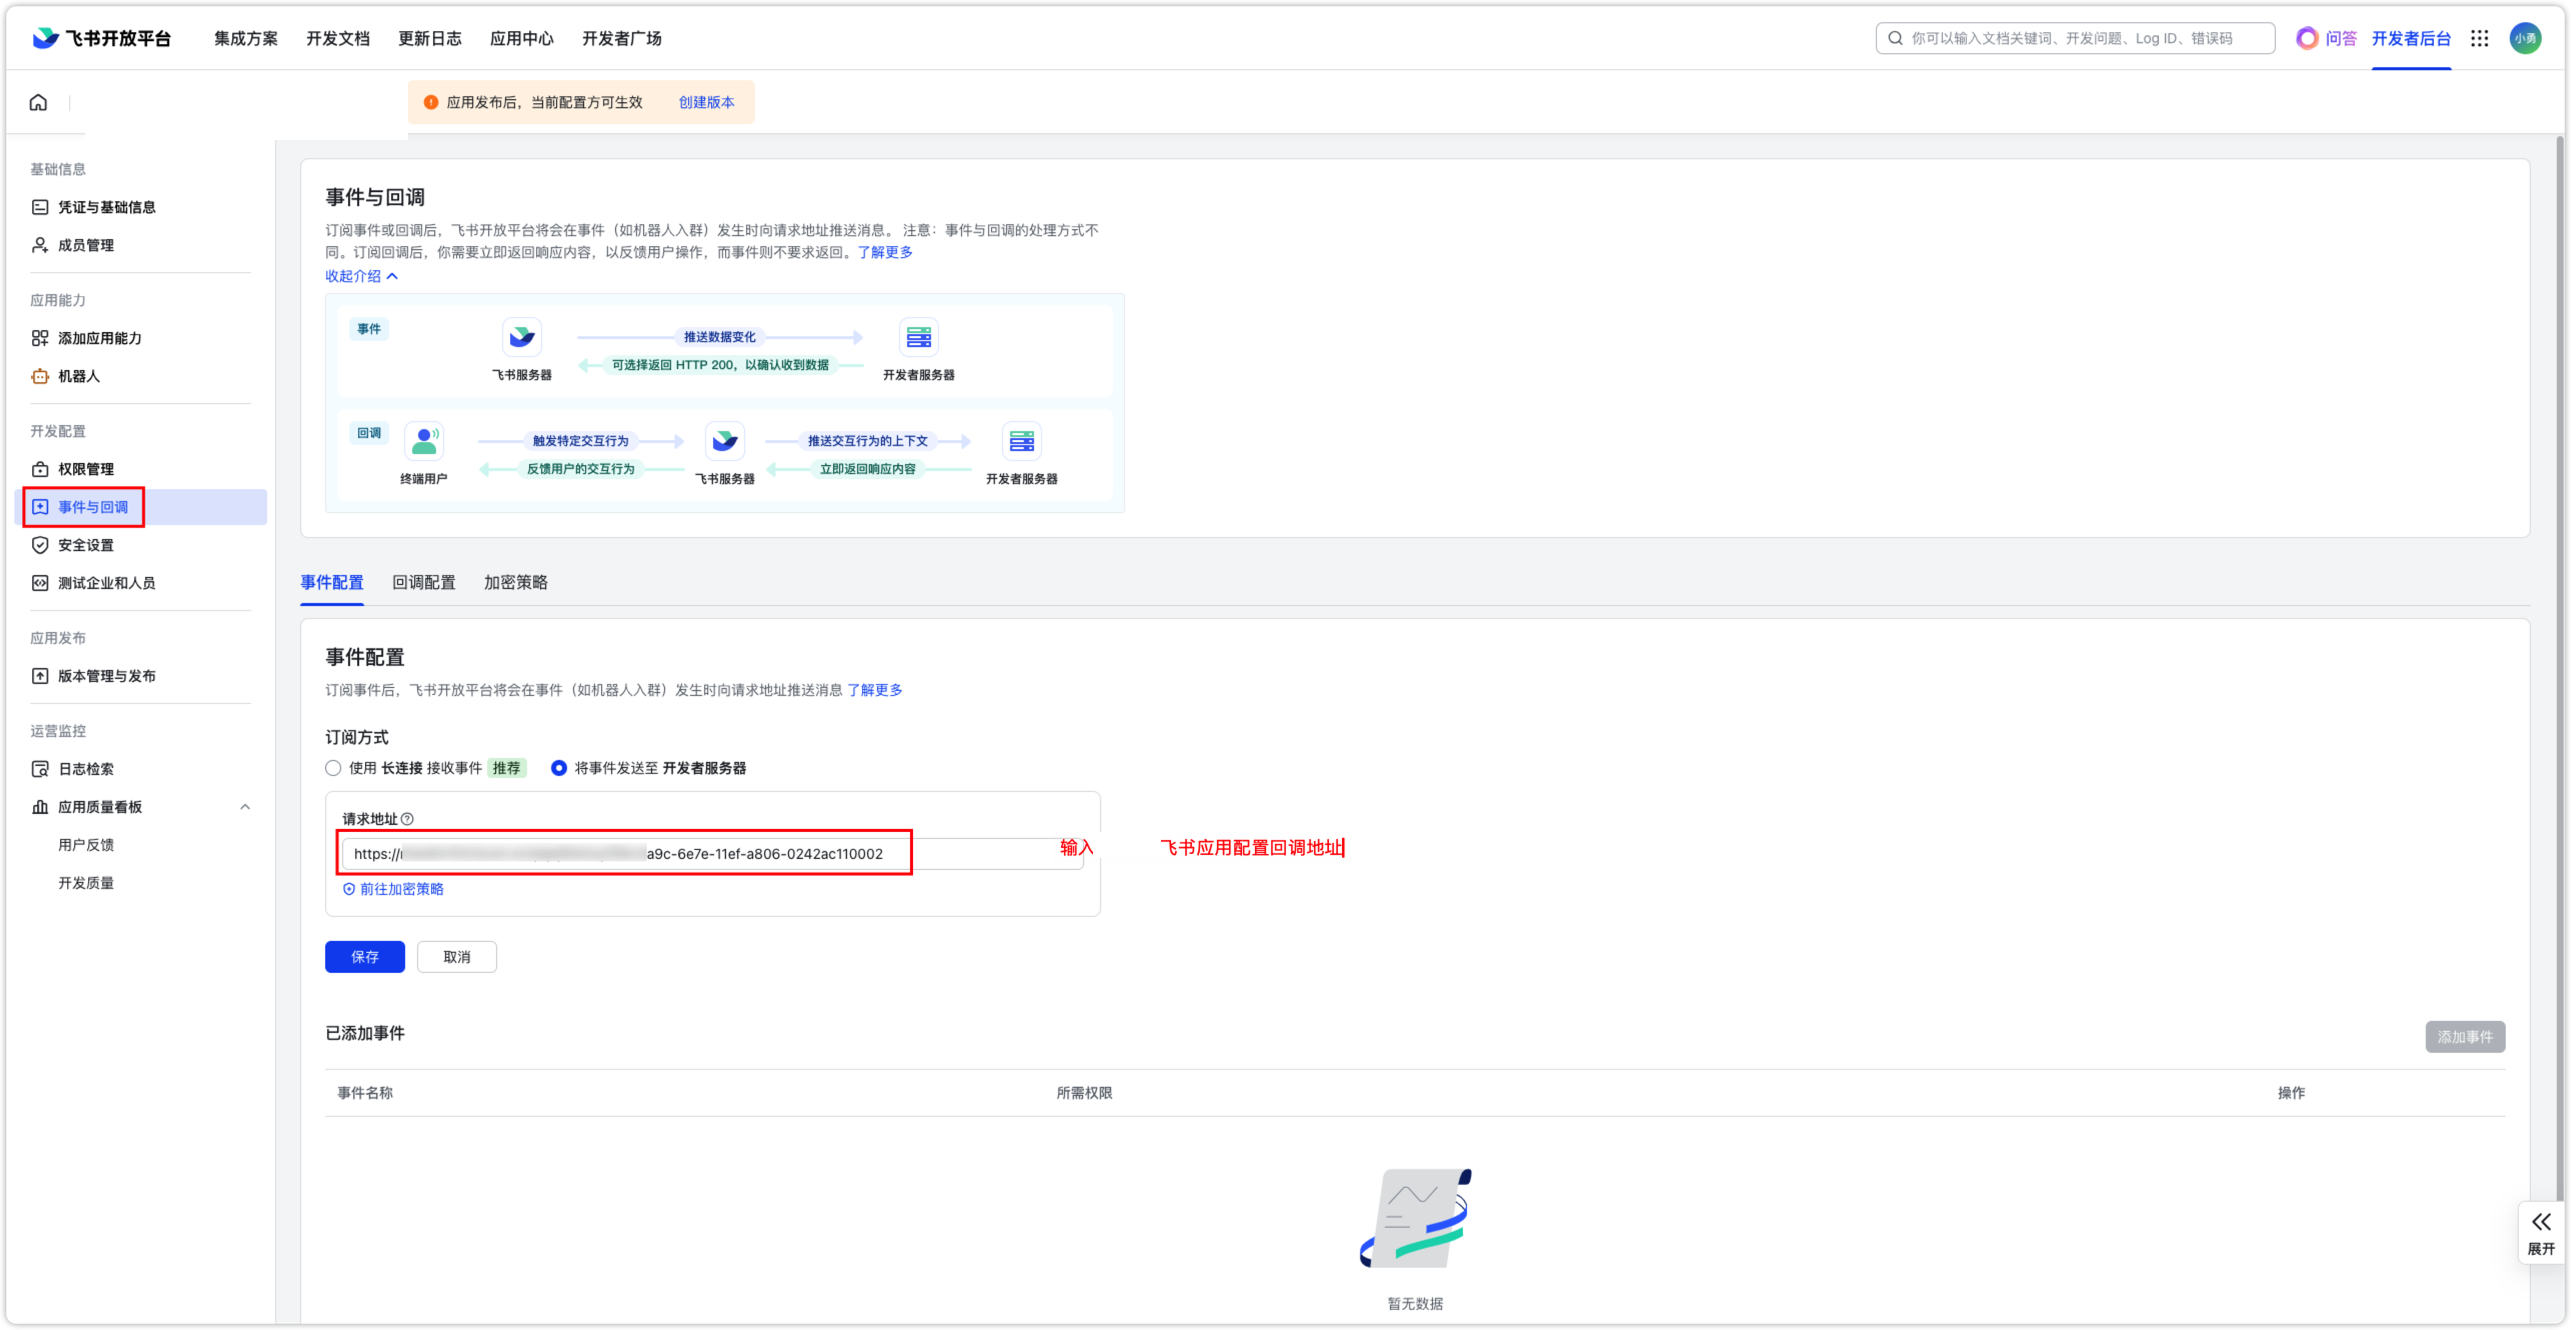 飞书开放平台 集成方案 开发文档 更新日志 应用中心 开发者广场 你可以输入文档关键词、开发问题、Log ID、错误码 问答 开发者后台 小勇
应用发布后，当前配置方可生效 创建版本
基础信息
凭证与基础信息
成员管理
应用能力
添加应用能力
机器人
开发配置
权限管理
事件与回调
安全设置
测试企业和人员
应用发布
版本管理与发布
运营监控
日志检索
应用质量看板
用户反馈
开发质量
事件与回调
订阅事件或回调后，飞书开放平台将会在事件（如机器人入群）发生时向请求地址推送消息。 注意：事件与回调的处理方式不
同。订阅回调后，你需要立即返回响应内容，以反馈用户操作，而事件则不要求返回。了解更多
收起介绍
事件
推送数据变化
可选择返回 HTTP 200，以确认收到数据
飞书服务器 开发者服务器
回调
触发特定交互行为 推送交互行为的上下文
反馈用户的交互行为 立即返回响应内容
终端用户 飞书服务器 开发者服务器
事件配置 回调配置 加密策略
事件配置
订阅事件后，飞书开放平台将会在事件（如机器人入群）发生时向请求地址推送消息 了解更多
订阅方式
使用 长连接 接收事件 推荐 将事件发送至 开发者服务器
请求地址
https:// a9c-6e7e-11ef-a806-0242ac110002 输入 飞书应用配置回调地址
前往加密策略
保存 取消
已添加事件 添加事件
事件名称 所需权限 操作
暂无数据
展开